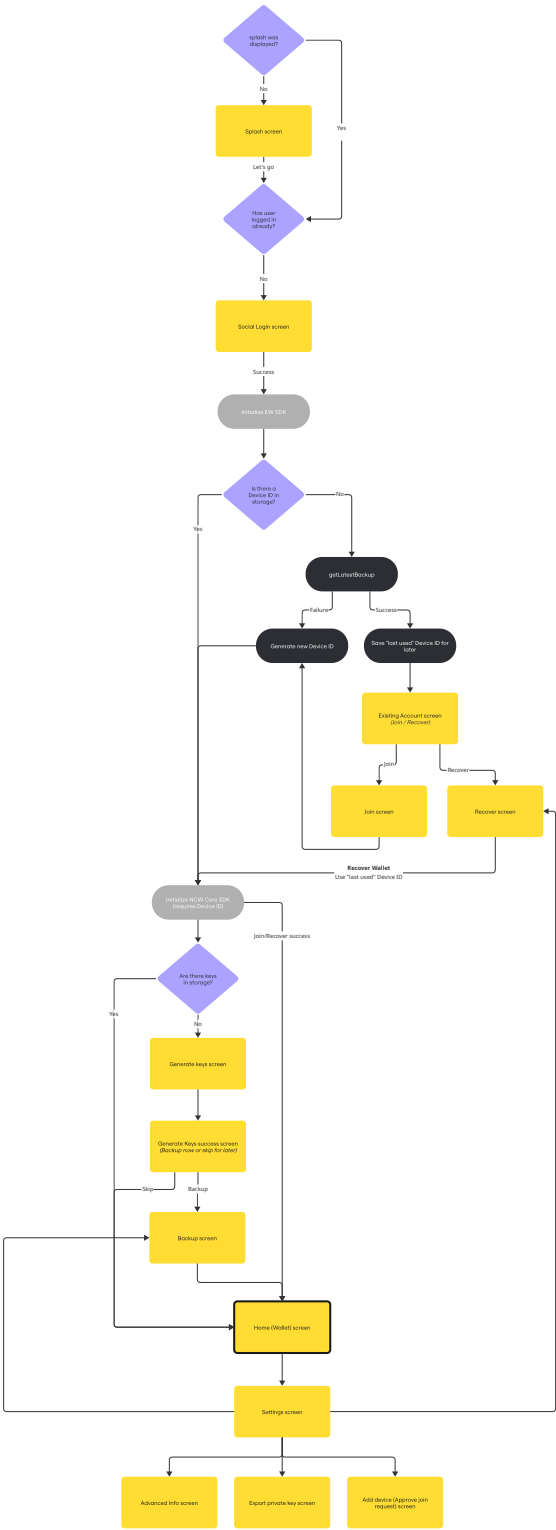 splash was
displayed?
No
Yes
Splash screen
Let's go
Has user
logged in
already?
No
Social Login screen
Success
Initialize EW SDK
Is there a
Device ID in
storage?
No
Yes
getLatestBackup
Failure
Success
Generate new Device ID
Save "last used" Device ID for
later
Existing Account screen
(Join / Recover)
Join
Recover
Join screen
Recover screen
Recover Wallet
Use "last used" Device ID
Initialize NCW Core SDK
(requires Device ID)
Join/Recover success
Are there keys
in storage?
Yes
No
Generate keys screen
Generate Keys success screen
(Backup now or skip for later)
Skip
Backup
Backup screen
Home (Wallet) screen
Settings screen
Advanced Info screen
Export private key screen
Add device (Approve join
request) screen